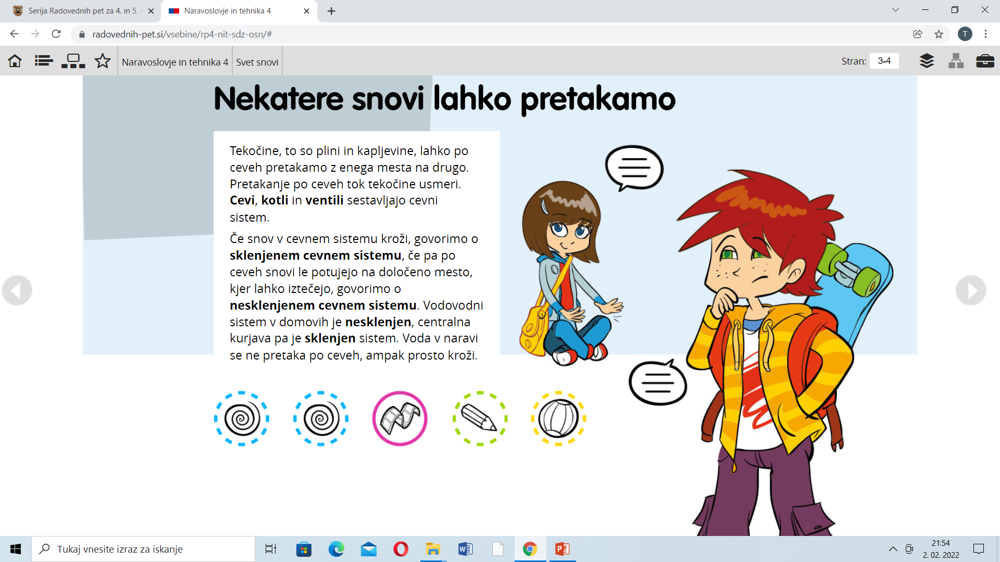 Serija Radovednih pet za 4. in 5.
Naravoslovje in tehnika 4
radovednih-pet.si/vsebine/rp4-nit-sdz-osn/#
T
Naravoslovje in tehnika 4
Svet snovi
Stran:
3-4
Nekatere snovi lahko pretakamo
Tekočine, to so plini in kapljevine, lahko po
ceveh pretakamo z enega mesta na drugo.
Pretakanje po ceveh tok tekočine usmeri.
Cevi, kotli in ventili sestavljajo cevni
sistem.
Če snov v cevnem sistemu kroži, govorimo o
sklenjenem cevnem sistemu, če pa po
ceveh snovi le potujejo na določeno mesto,
kjer lahko iztečejo, govorimo o
nesklenjenem cevnem sistemu. Vodovodni
sistem v domovih je nesklenjen, centralna
kurjava pa je sklenjen sistem. Voda v naravi
se ne pretaka po ceveh, ampak prosto kroži.
Tukaj vnesite izraz za iskanje
21:54
2. 02. 2022